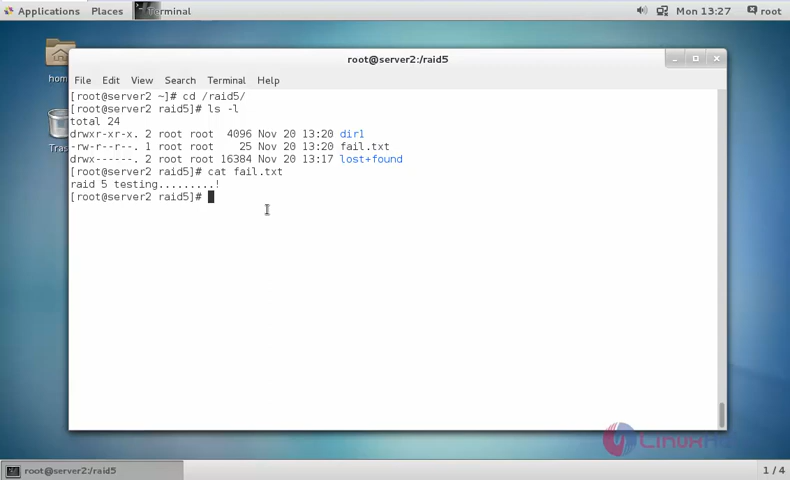 Applications Places Terminal Mon 13:27 root
root@server2:/raid5
File Edit View Search Terminal Help
[root@server2 ~]# cd /raid5/
[root@server2 raid5]# ls -l
total 24
drwxr-xr-x. 2 root root 4096 Nov 20 13:20 dir1
-rw-r--r--. 1 root root 25 Nov 20 13:20 fail.txt
drwx------. 2 root root 16384 Nov 20 13:17 lost+found
[root@server2 raid5]# cat fail.txt
raid 5 testing.........!
[root@server2 raid5]#
root@server2:/raid5 1 / 4